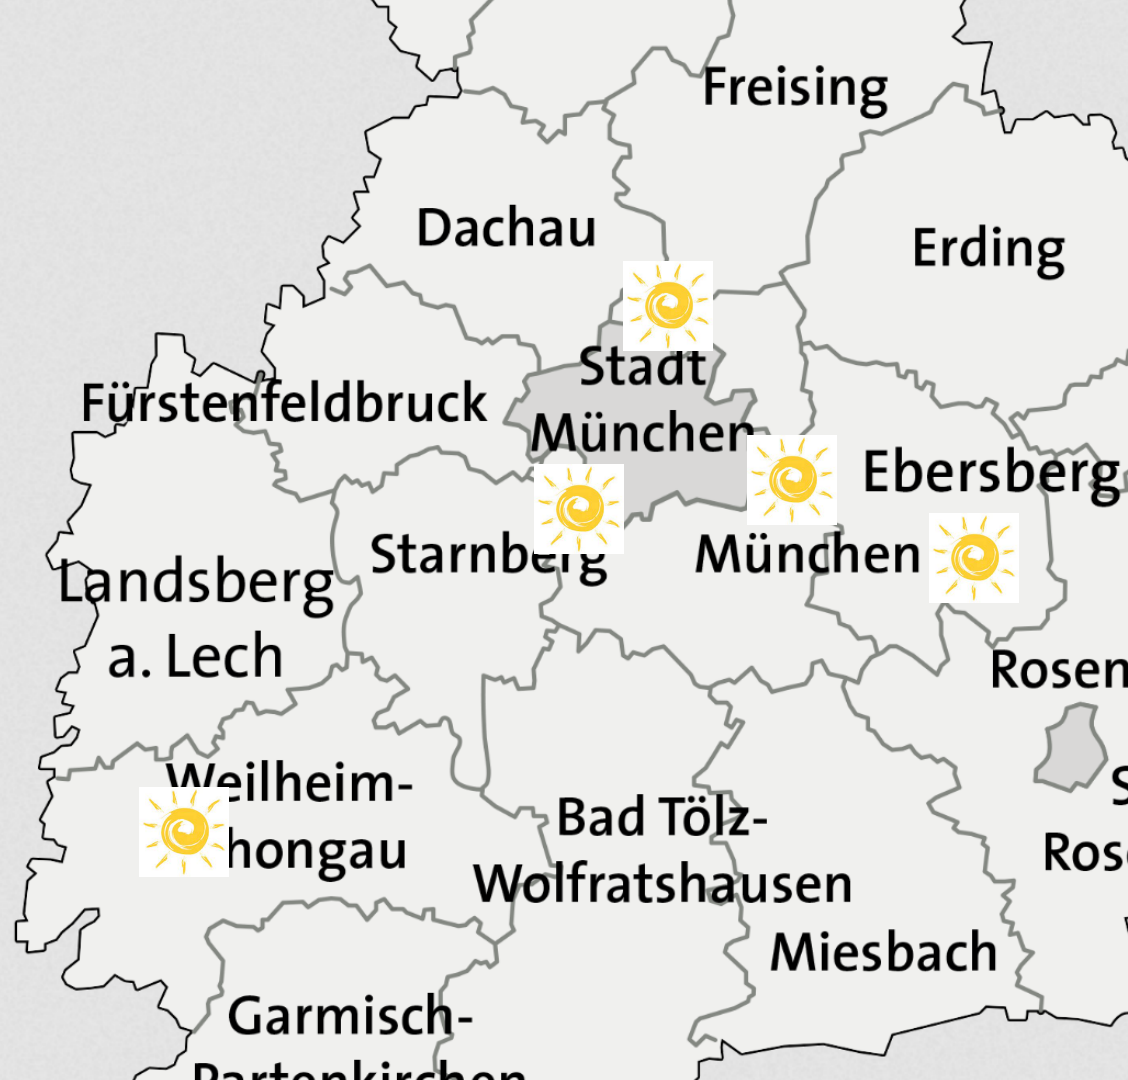 Freising
Dachau
Erding
Stadt
München
Fürstenfeldbruck
Ebersberg
Starnberg
München
Landsberg
a. Lech
Rosen
Weilheim-
hongau
Bad Tölz-
Wolfratshausen
S
Ros
Miesbach
Garmisch-
Partenkirchen